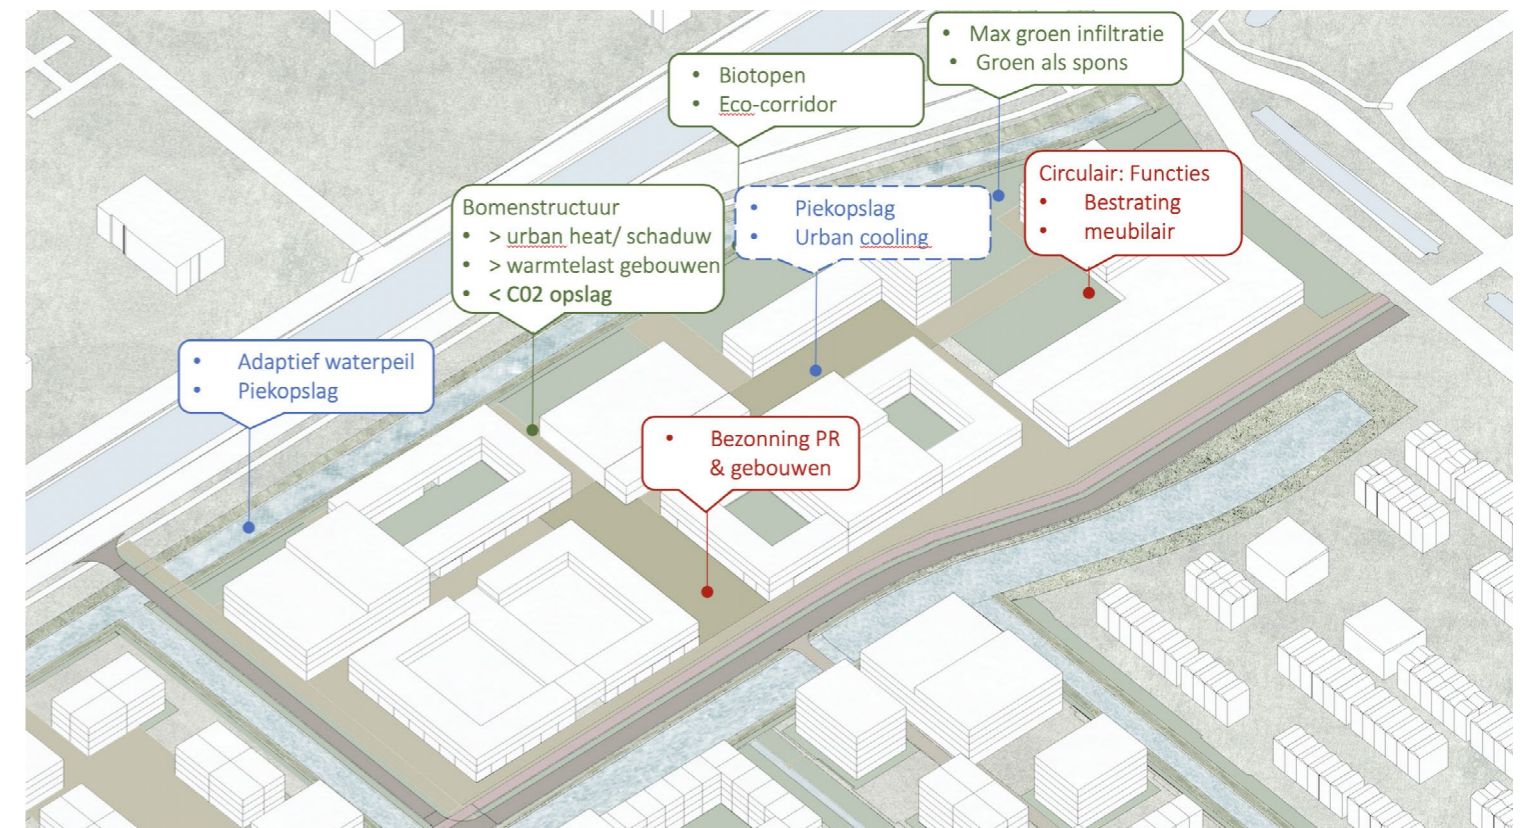 Max groen infiltratie
Groen als spons
Biotopen
Eco-corridor
Circulair: Functies
Bestrating
meubilair
Bomenstructuur
> urban heat/ schaduw
> warmtelast gebouwen
< C02 opslag
Piekopslag
Urban cooling
Adaptief waterpeil
Piekopslag
Bezonning PR
& gebouwen